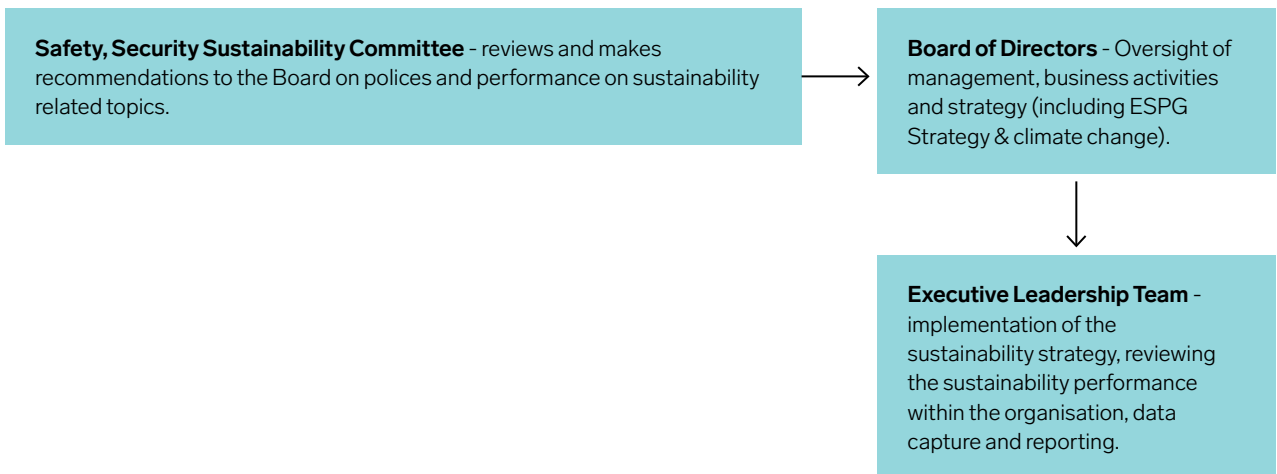 Safety, Security Sustainability Committee - reviews and makes
recommendations to the Board on polices and performance on sustainability
related topics.
Board of Directors - Oversight of
management, business activities
and strategy (including ESPG
Strategy & climate change).
Executive Leadership Team -
implementation of the
sustainability strategy, reviewing
the sustainability performance
within the organisation, data
capture and reporting.